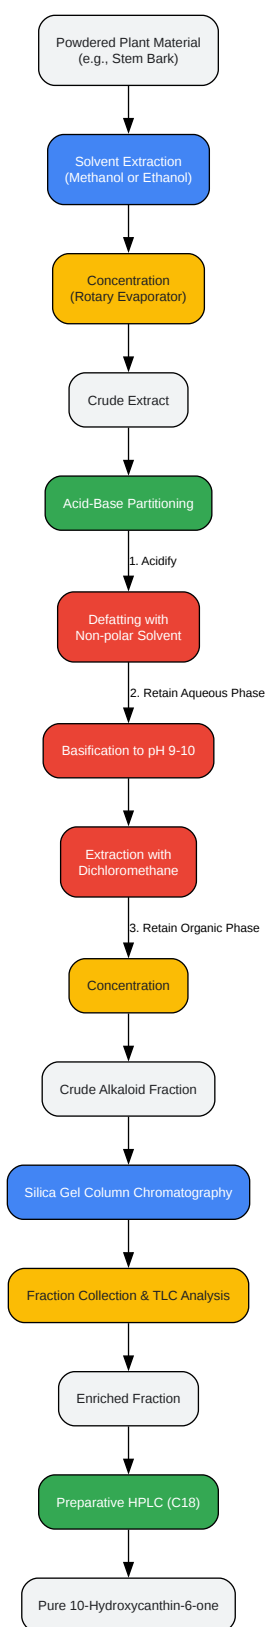 Powdered Plant Material
(e.g., Stem Bark)
Solvent Extraction
(Methanol or Ethanol)
Concentration
(Rotary Evaporator)
Crude Extract
Acid-Base Partitioning
1. Acidify
Defatting with
Non-polar Solvent
2. Retain Aqueous Phase
Basification to pH 9-10
Extraction with
Dichloromethane
3. Retain Organic Phase
Concentration
Crude Alkaloid Fraction
Silica Gel Column Chromatography
Fraction Collection & TLC Analysis
Enriched Fraction
Preparative HPLC (C18)
Pure 10-Hydroxycanthin-6-one